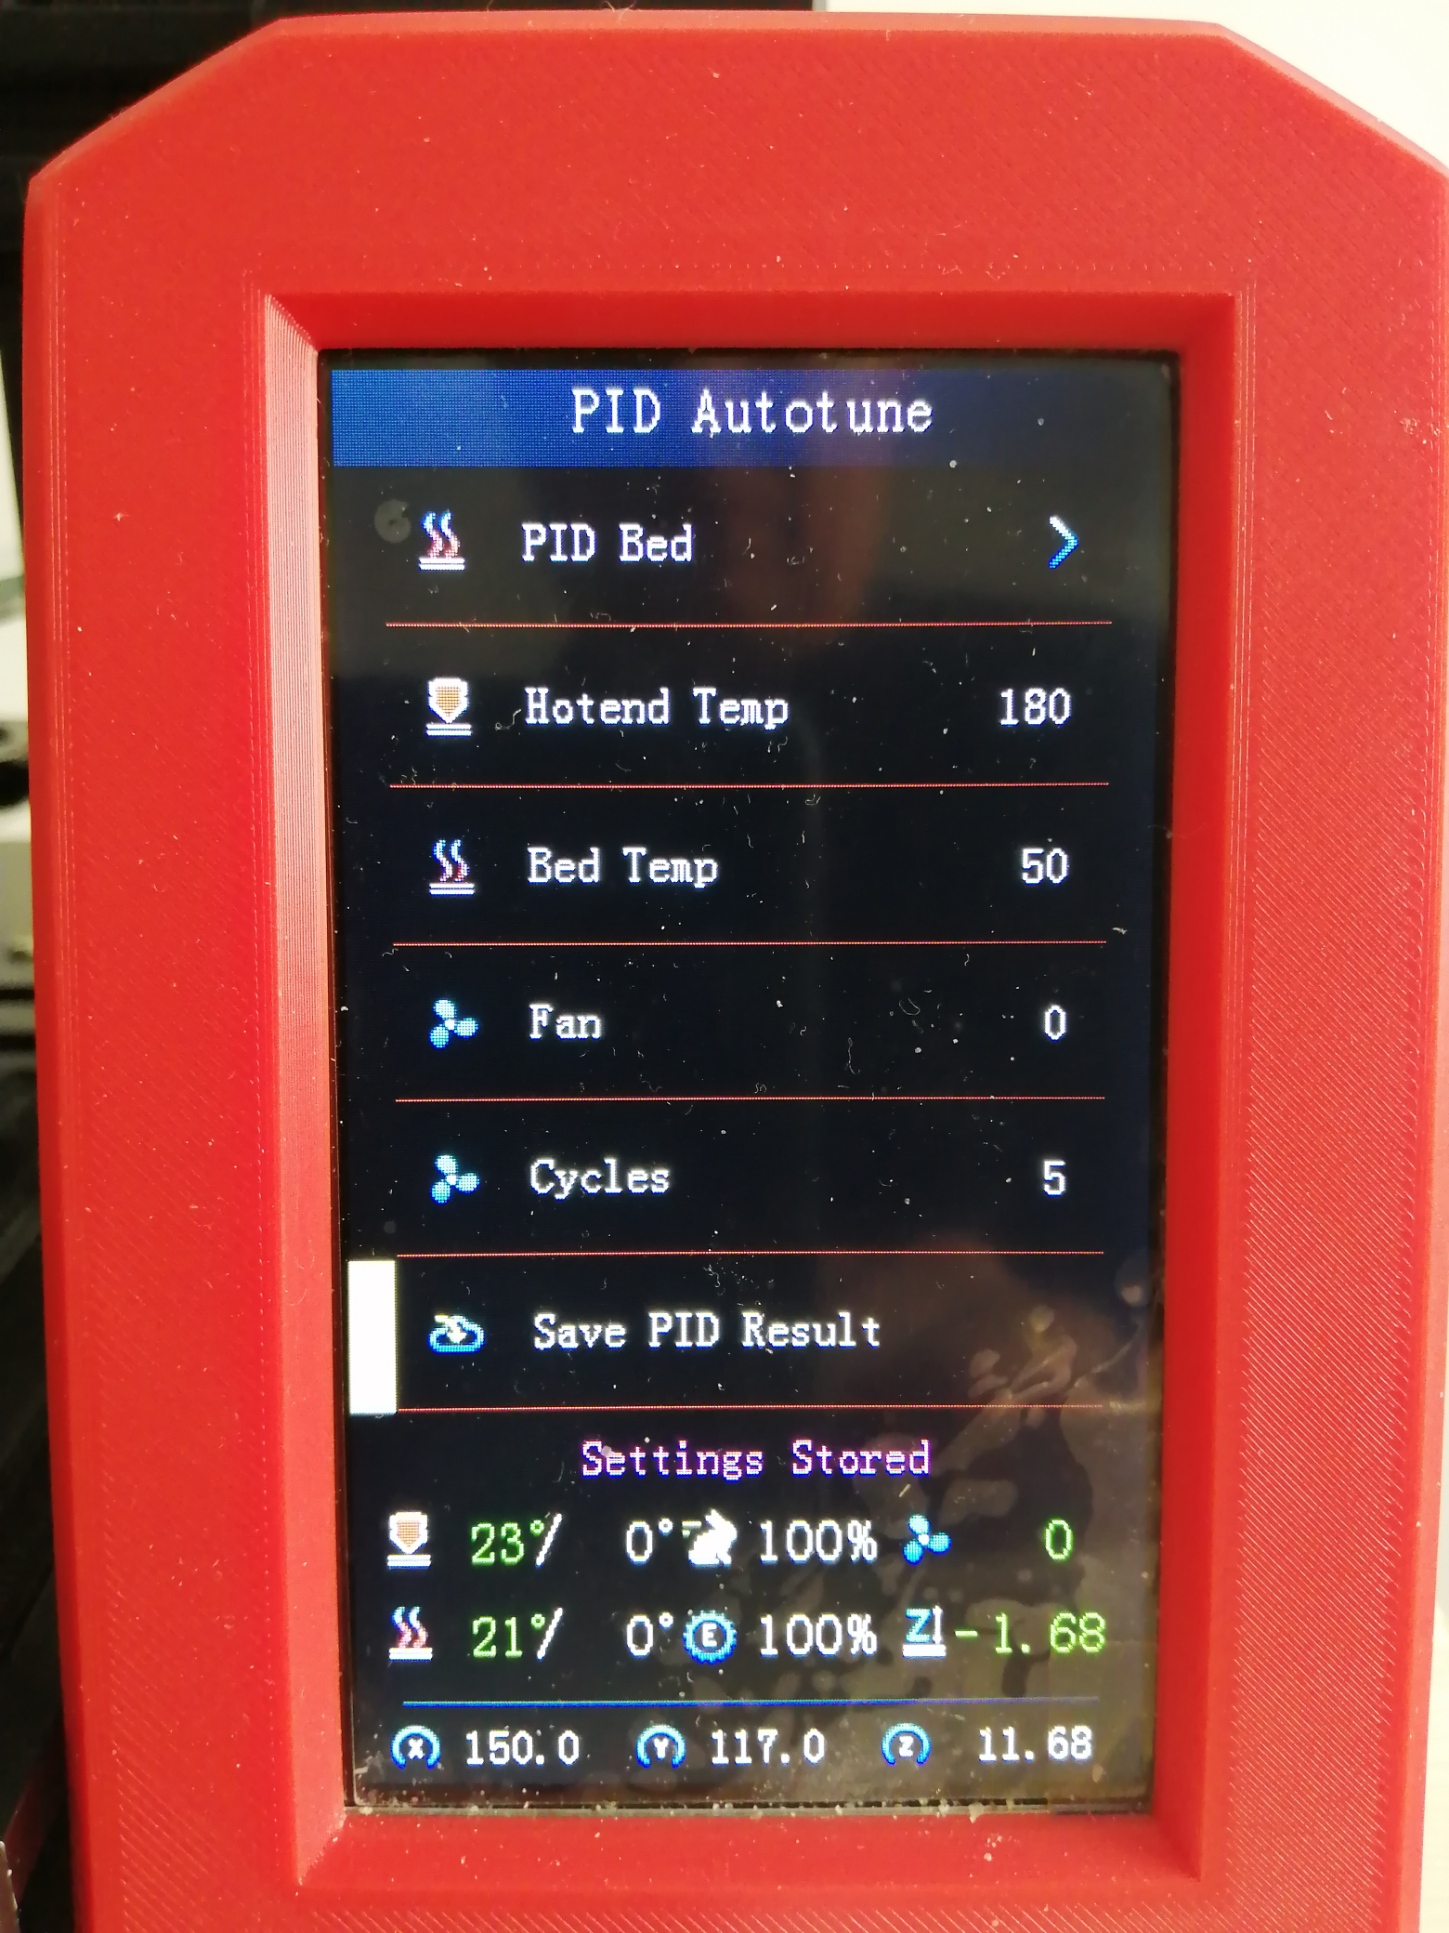 PID Autotune
PID Bed
Hotend Temp 180
Bed Temp 50
Fan 0
Cycles 5
Save PID Result
Settings Stored
23°/ 0° 100% 0
21°/ 0° E 100% Z -1.68
X 150.0 Y 117.0 Z 11.68